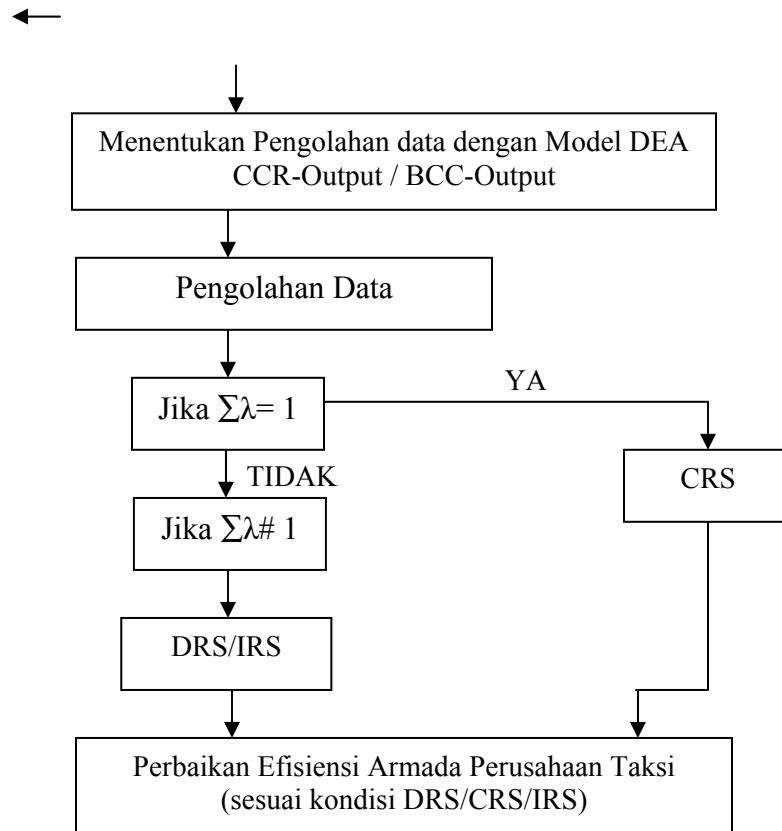 Menentukan Pengolahan data dengan Model DEA
CCR-Output / BCC-Output
Pengolahan Data
YA
Jika ∑λ= 1
CRS
TIDAK
Jika ∑λ# 1
DRS/IRS
Perbaikan Efisiensi Armada Perusahaan Taksi
(sesuai kondisi DRS/CRS/IRS)